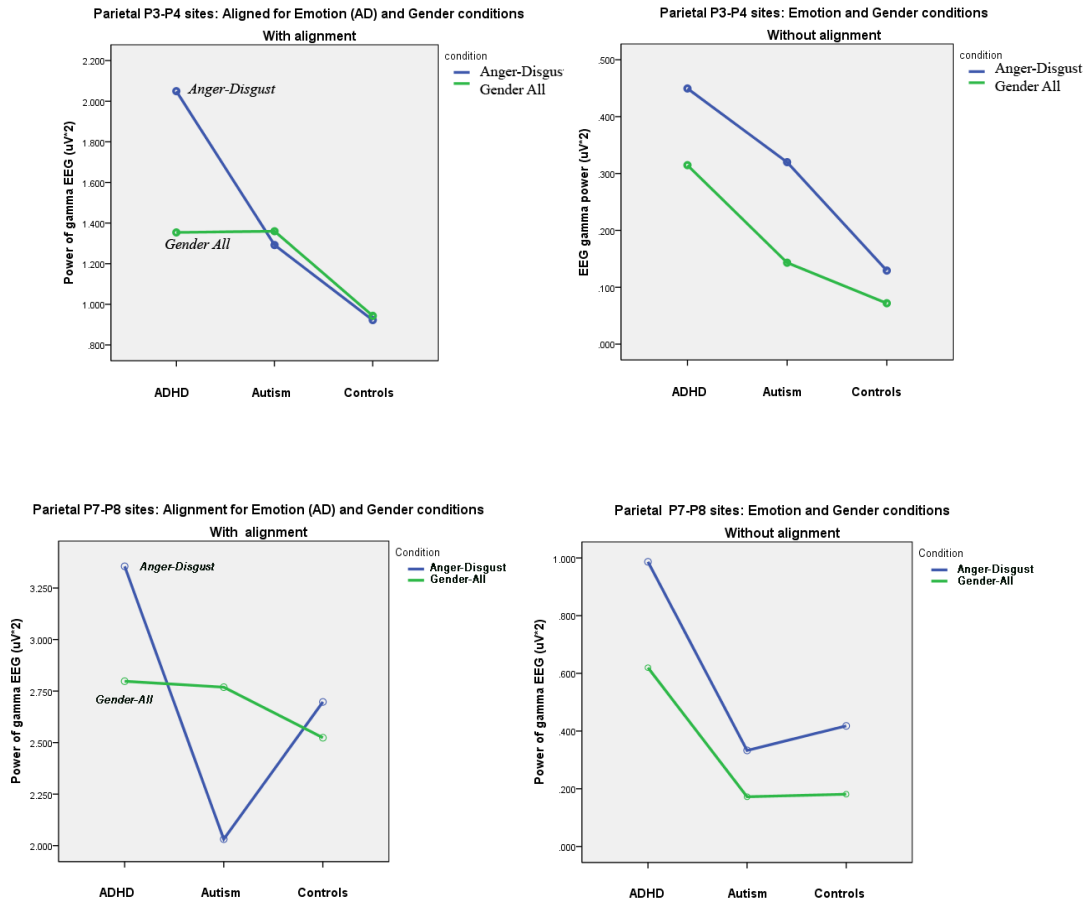 Parietal P3-P4 sites: Aligned for Emotion (AD) and Gender conditions
With alignment
condition
Anger-Disgus
Gender All
Power of gamma EEG (uV^2)
2.200
2.000
1.800
1.600
1.400
1.200
1.000
.800
Anger-Disgust
Gender All
ADHD Autism Controls
Parietal P3-P4 sites: Emotion and Gender conditions
Without alignment
condition
Anger-Disgust
Gender All
EEG gamma power (uV^2)
.500
.400
.300
.200
.100
.000
ADHD Autism Controls
Parietal P7-P8 sites: Alignment for Emotion (AD) and Gender conditions
With alignment
Condition
Anger-Disgust
Gender-All
Power of gamma EEG (uV^2)
3.250
3.000
2.750
2.500
2.250
2.000
Anger-Disgust
Gender-All
ADHD Autism Controls
Parietal P7-P8 sites: Emotion and Gender conditions
Without alignment
Condition
Anger-Disgust
Gender-All
Power of gamma EEG (uV^2)
1.000
.800
.600
.400
.200
.000
ADHD Autism Controls